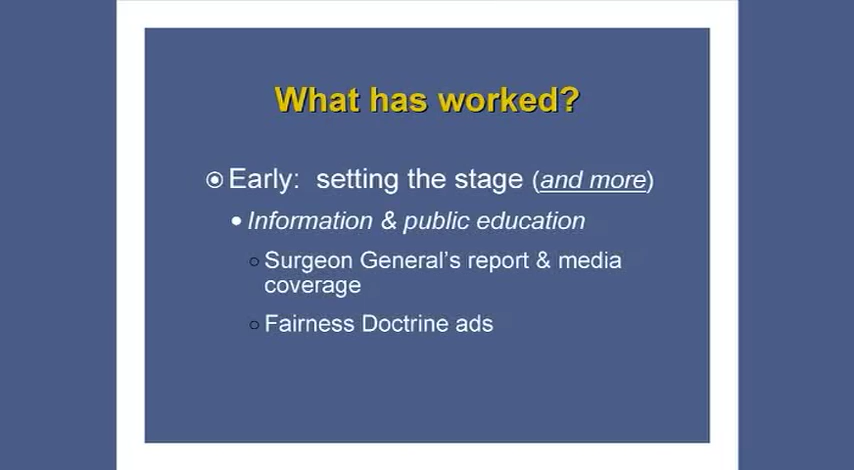 What has worked?
Early: setting the stage (and more)
Information & public education
Surgeon General's report & media
coverage
Fairness Doctrine ads